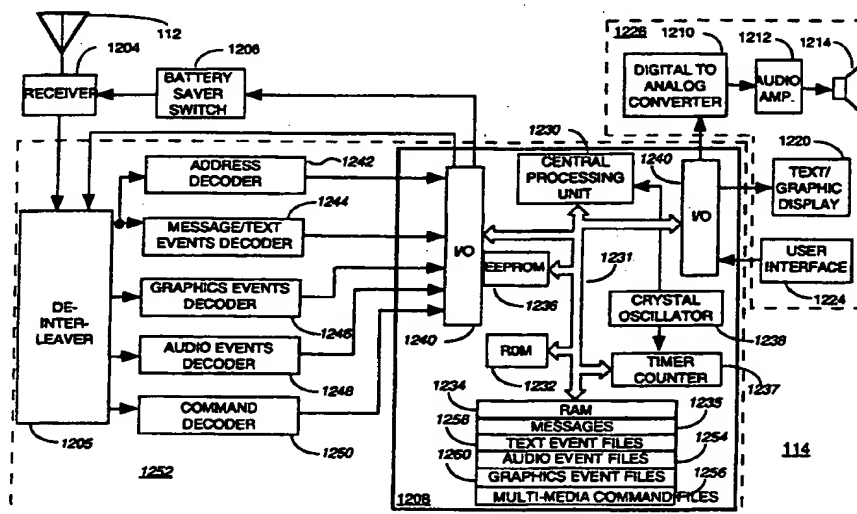 112
1204
1206
RECEIVER
BATTERY
SAVER
SWITCH
1226
1210
1212
1214
DIGITAL TO
ANALOG
CONVERTER
AUDIO
AMP.
1242
ADDRESS
DECODER
1244
MESSAGE/TEXT
EVENTS DECODER
GRAPHICS EVENTS
DECODER
1246
AUDIO EVENTS
DECODER
1248
COMMAND
DECODER
1250
DE-
INTER-
LEAVER
1205
1252
1230
CENTRAL
PROCESSING
UNIT
1240
I/O
I/O
1240
EEPROM
1236
1231
ROM
1232
CRYSTAL
OSCILLATOR
1238
TIMER
COUNTER
1237
1220
TEXT/
GRAPHIC
DISPLAY
USER
INTERFACE
1224
1234
RAM
1235
MESSAGES
1258
TEXT EVENT FILES
1254
AUDIO EVENT FILES
1260
GRAPHICS EVENT FILES
1256
MULTI-MEDIA COMMAND FILES
1208
114